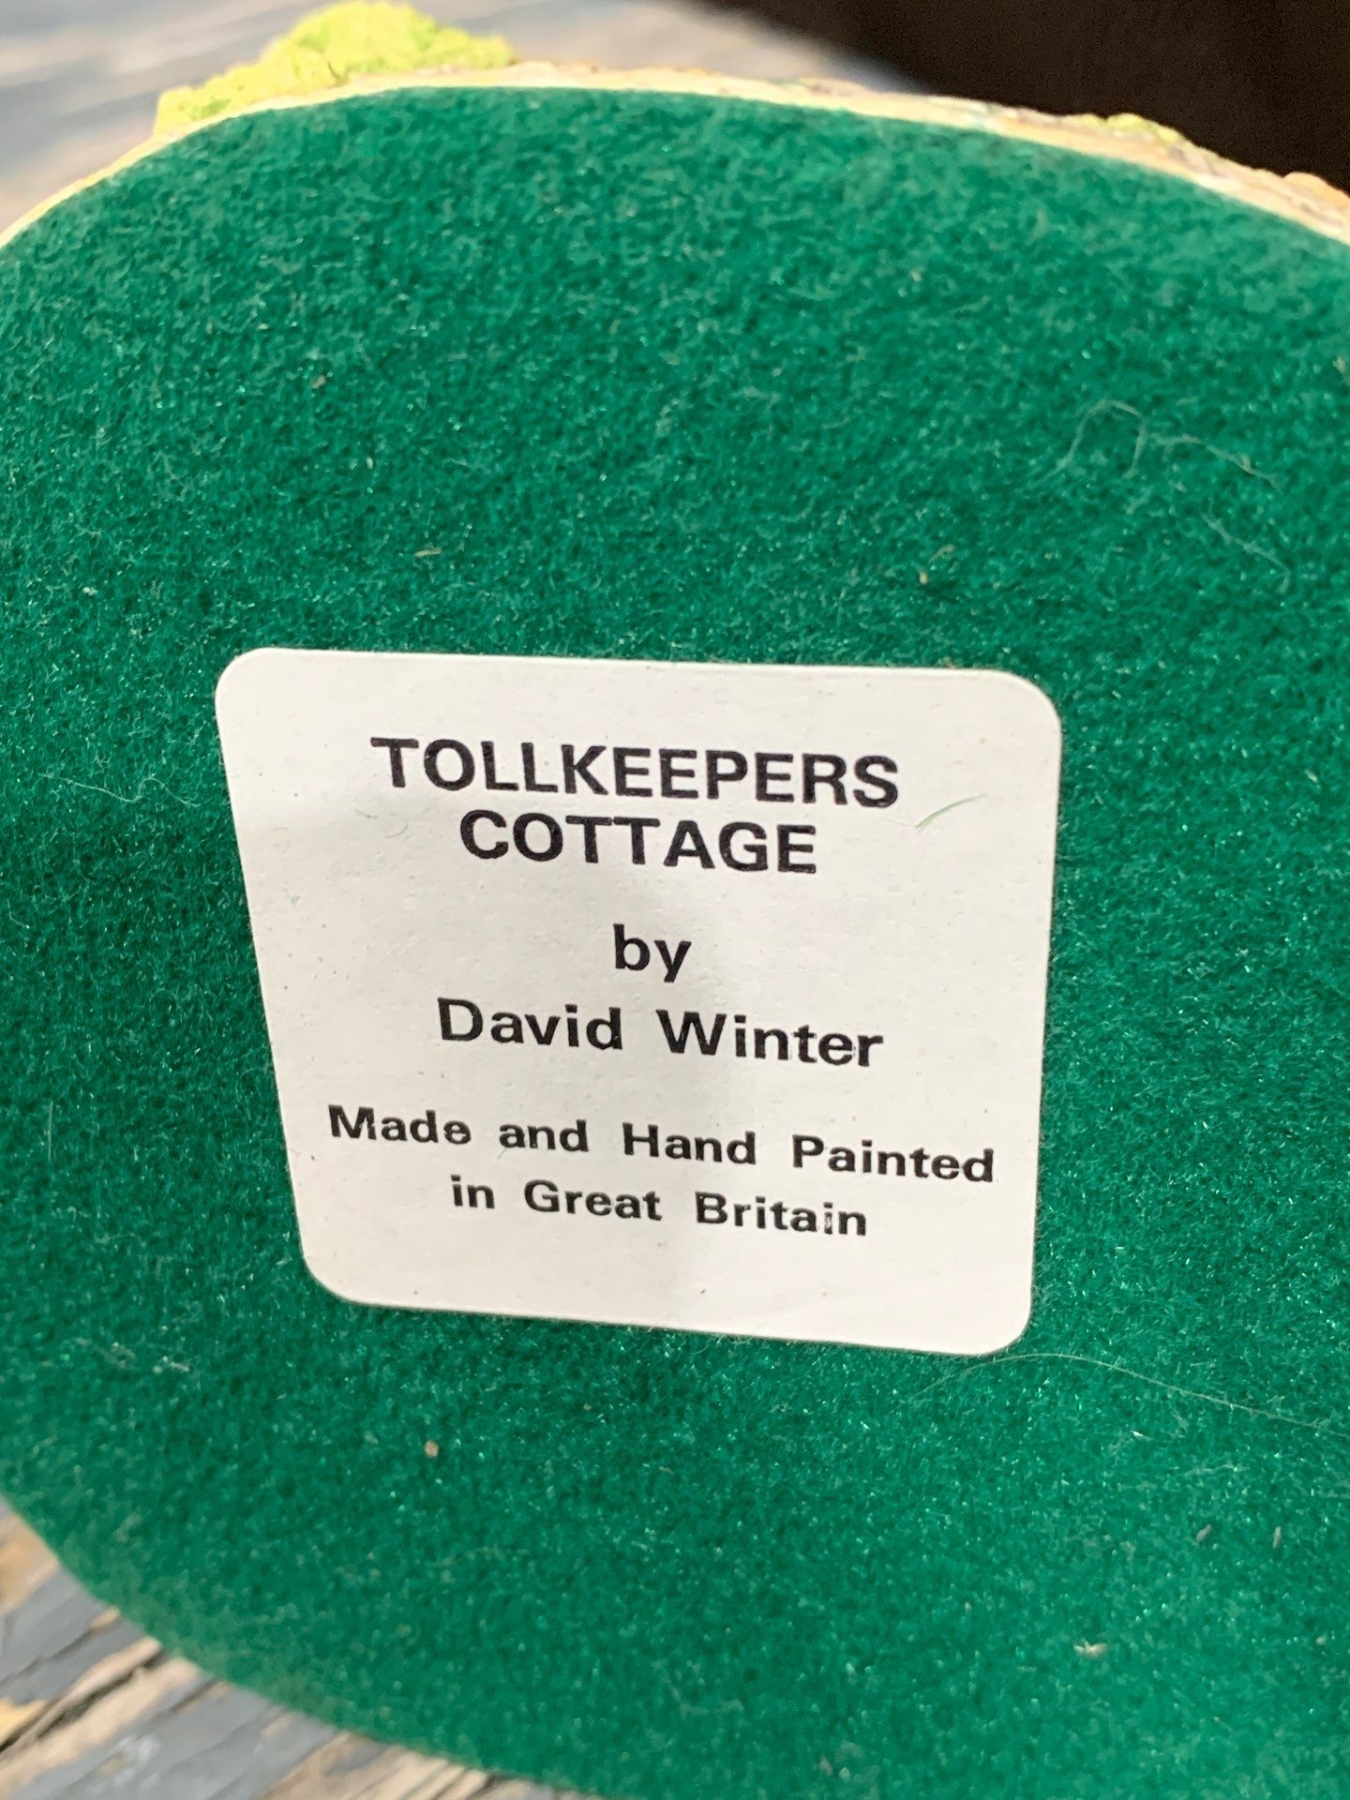 TOLLKEEPERS
COTTAGE
by
David Winter
Made and Hand Painted
in Great Britain